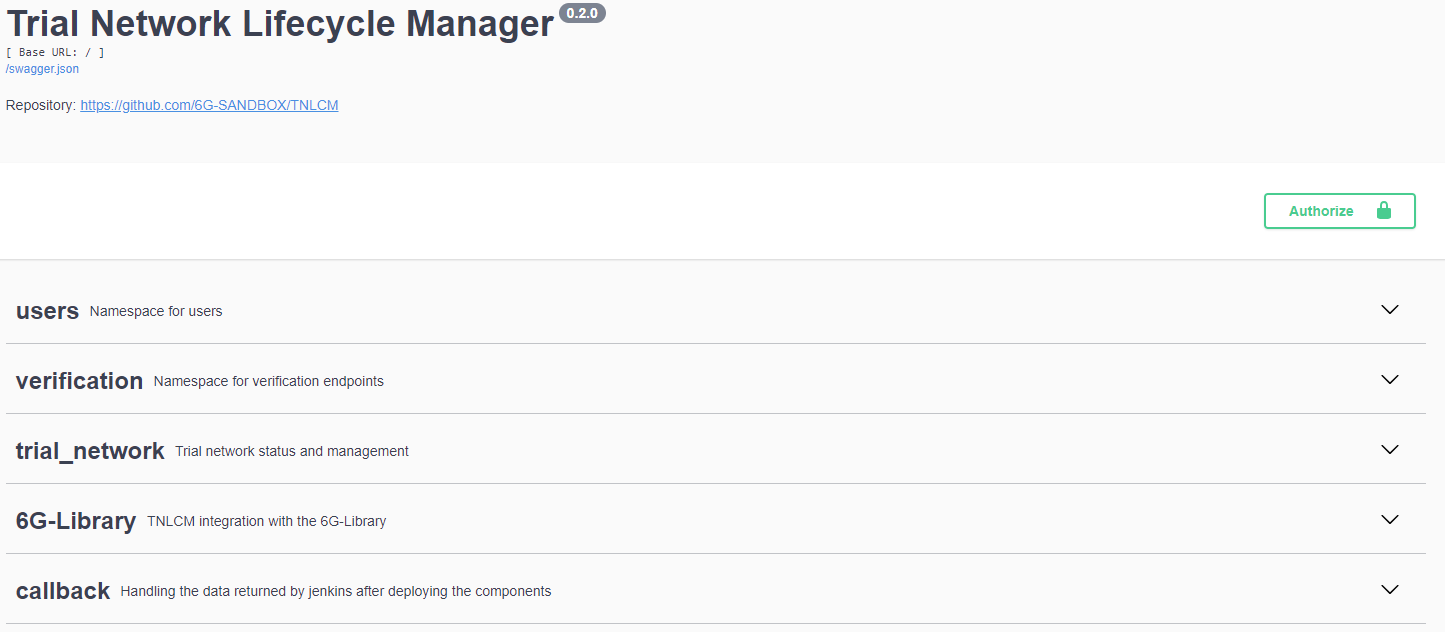 Trial Network Lifecycle Manager 0.2.0
[ Base URL: / ]
/swagger.json
Repository: https://github.com/6G-SANDBOX/TNLCM
Authorize
users Namespace for users
verification Namespace for verification endpoints
trial_network Trial network status and management
6G-Library TNLCM integration with the 6G-Library
callback Handling the data returned by jenkins after deploying the components